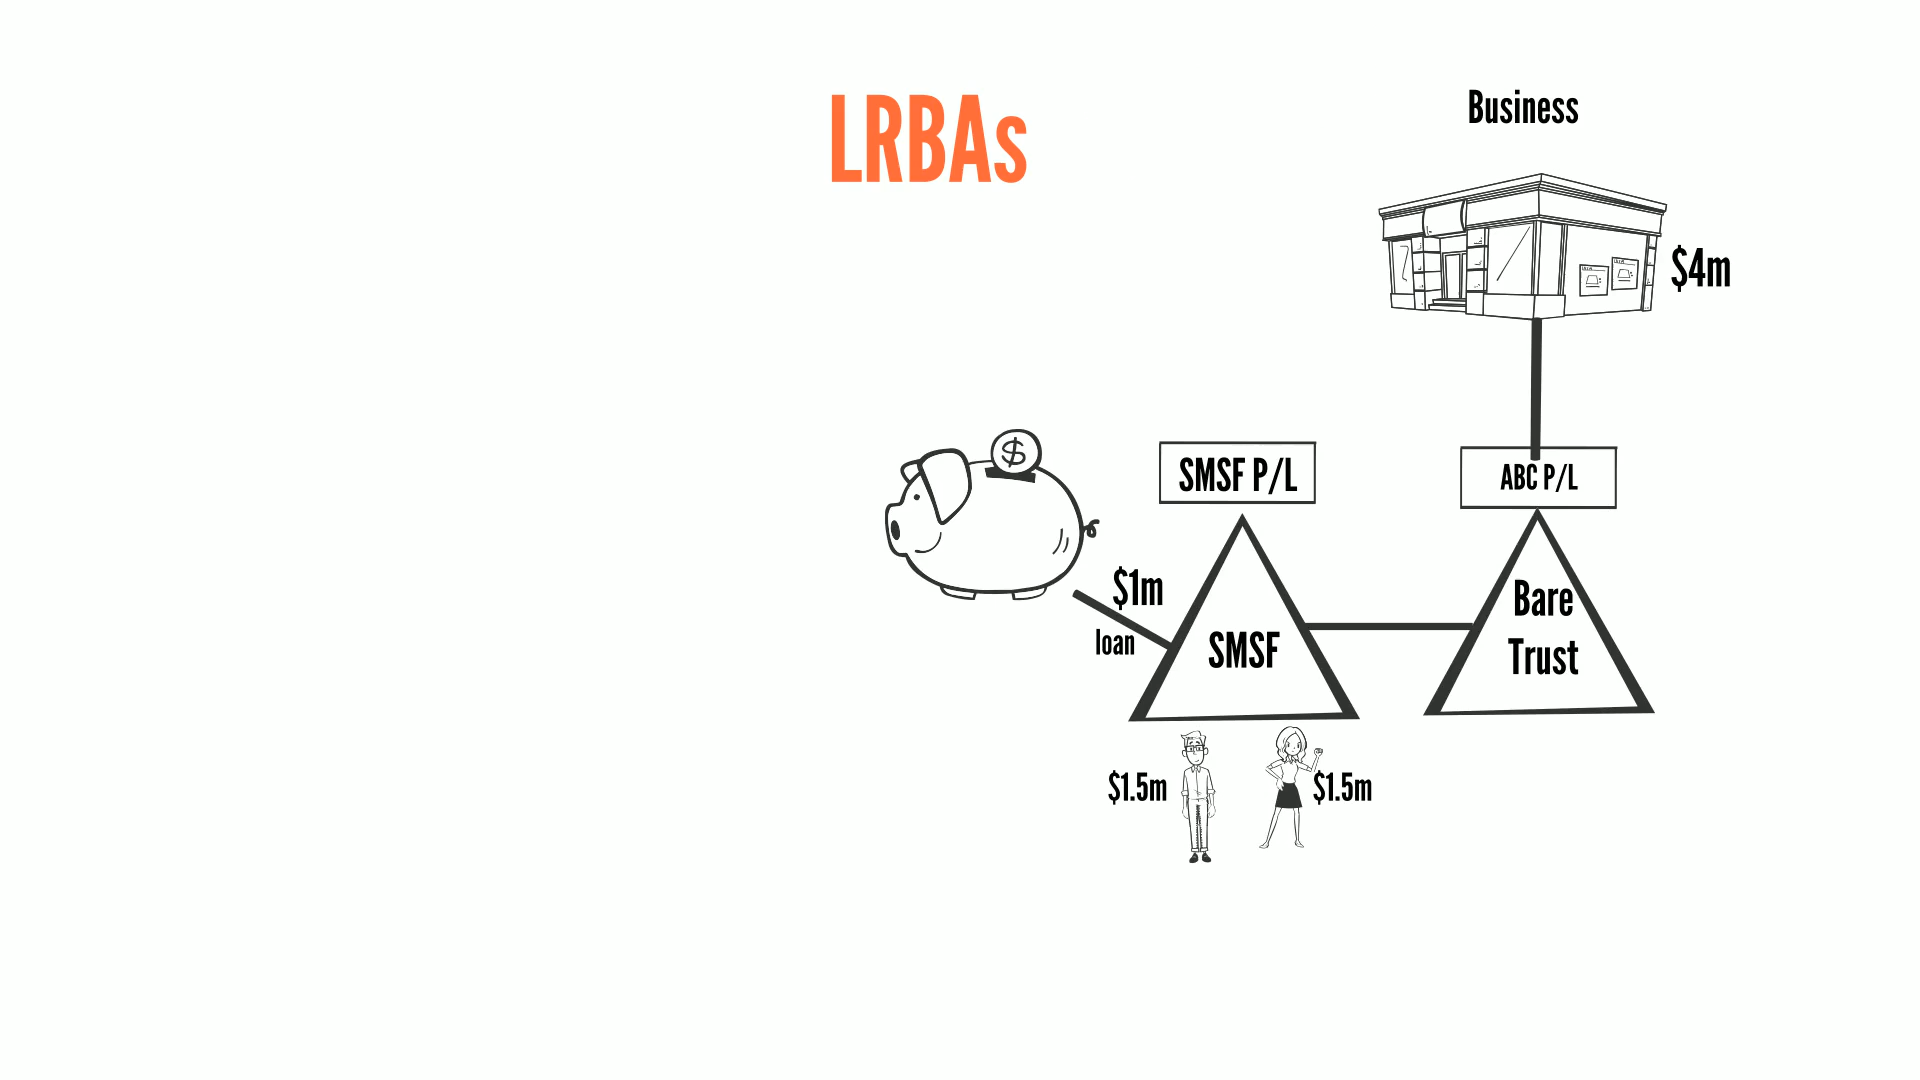 LRBAs
Business
$4m
SMSF P/L
ABC P/L
$
$1m
loan
SMSF
Bare
Trust
$1.5m
$1.5m